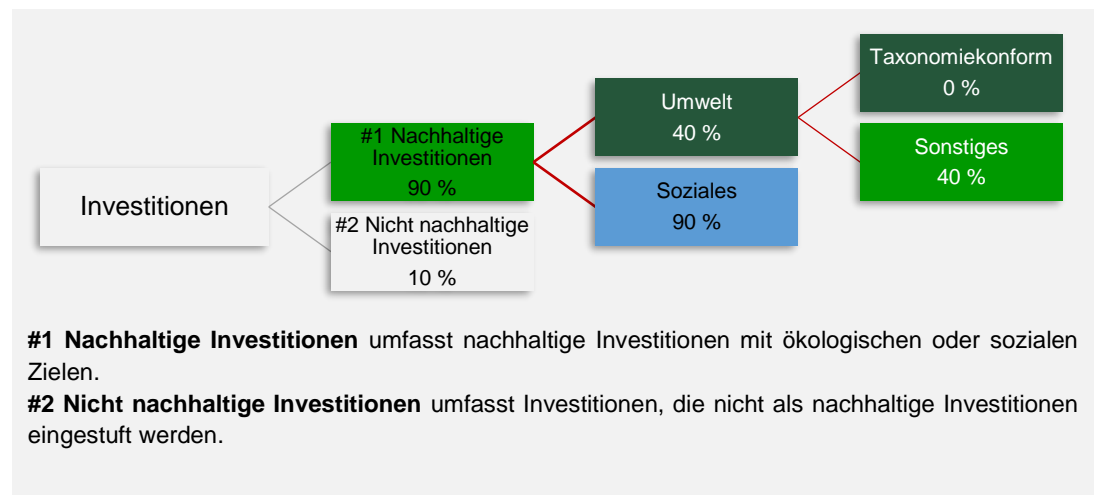 Investitionen
#1 Nachhaltige
Investitionen
90 %
#2 Nicht nachhaltige
Investitionen
10 %
Umwelt
40 %
Soziales
90 %
Taxonomiekonform
0 %
Sonstiges
40 %
#1 Nachhaltige Investitionen umfasst nachhaltige Investitionen mit ökologischen oder sozialen
Zielen.
#2 Nicht nachhaltige Investitionen umfasst Investitionen, die nicht als nachhaltige Investitionen
eingestuft werden.